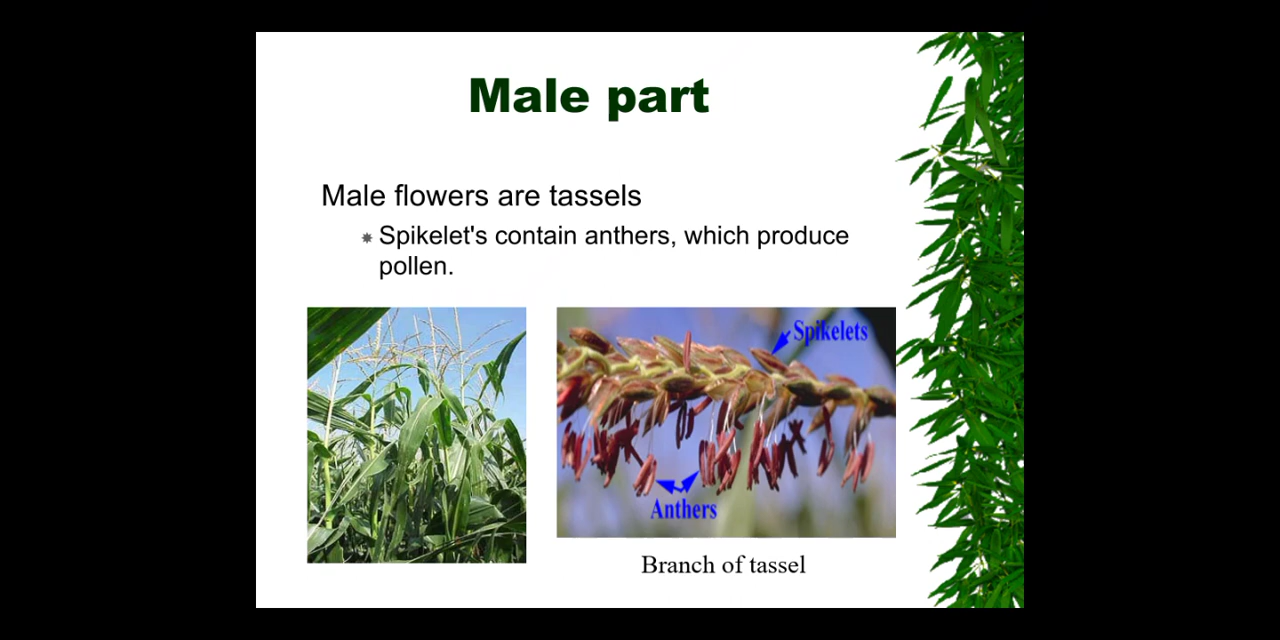 Male part
Male flowers are tassels
Spikelet's contain anthers, which produce
pollen.
Spikelets
Anthers
Branch of tassel